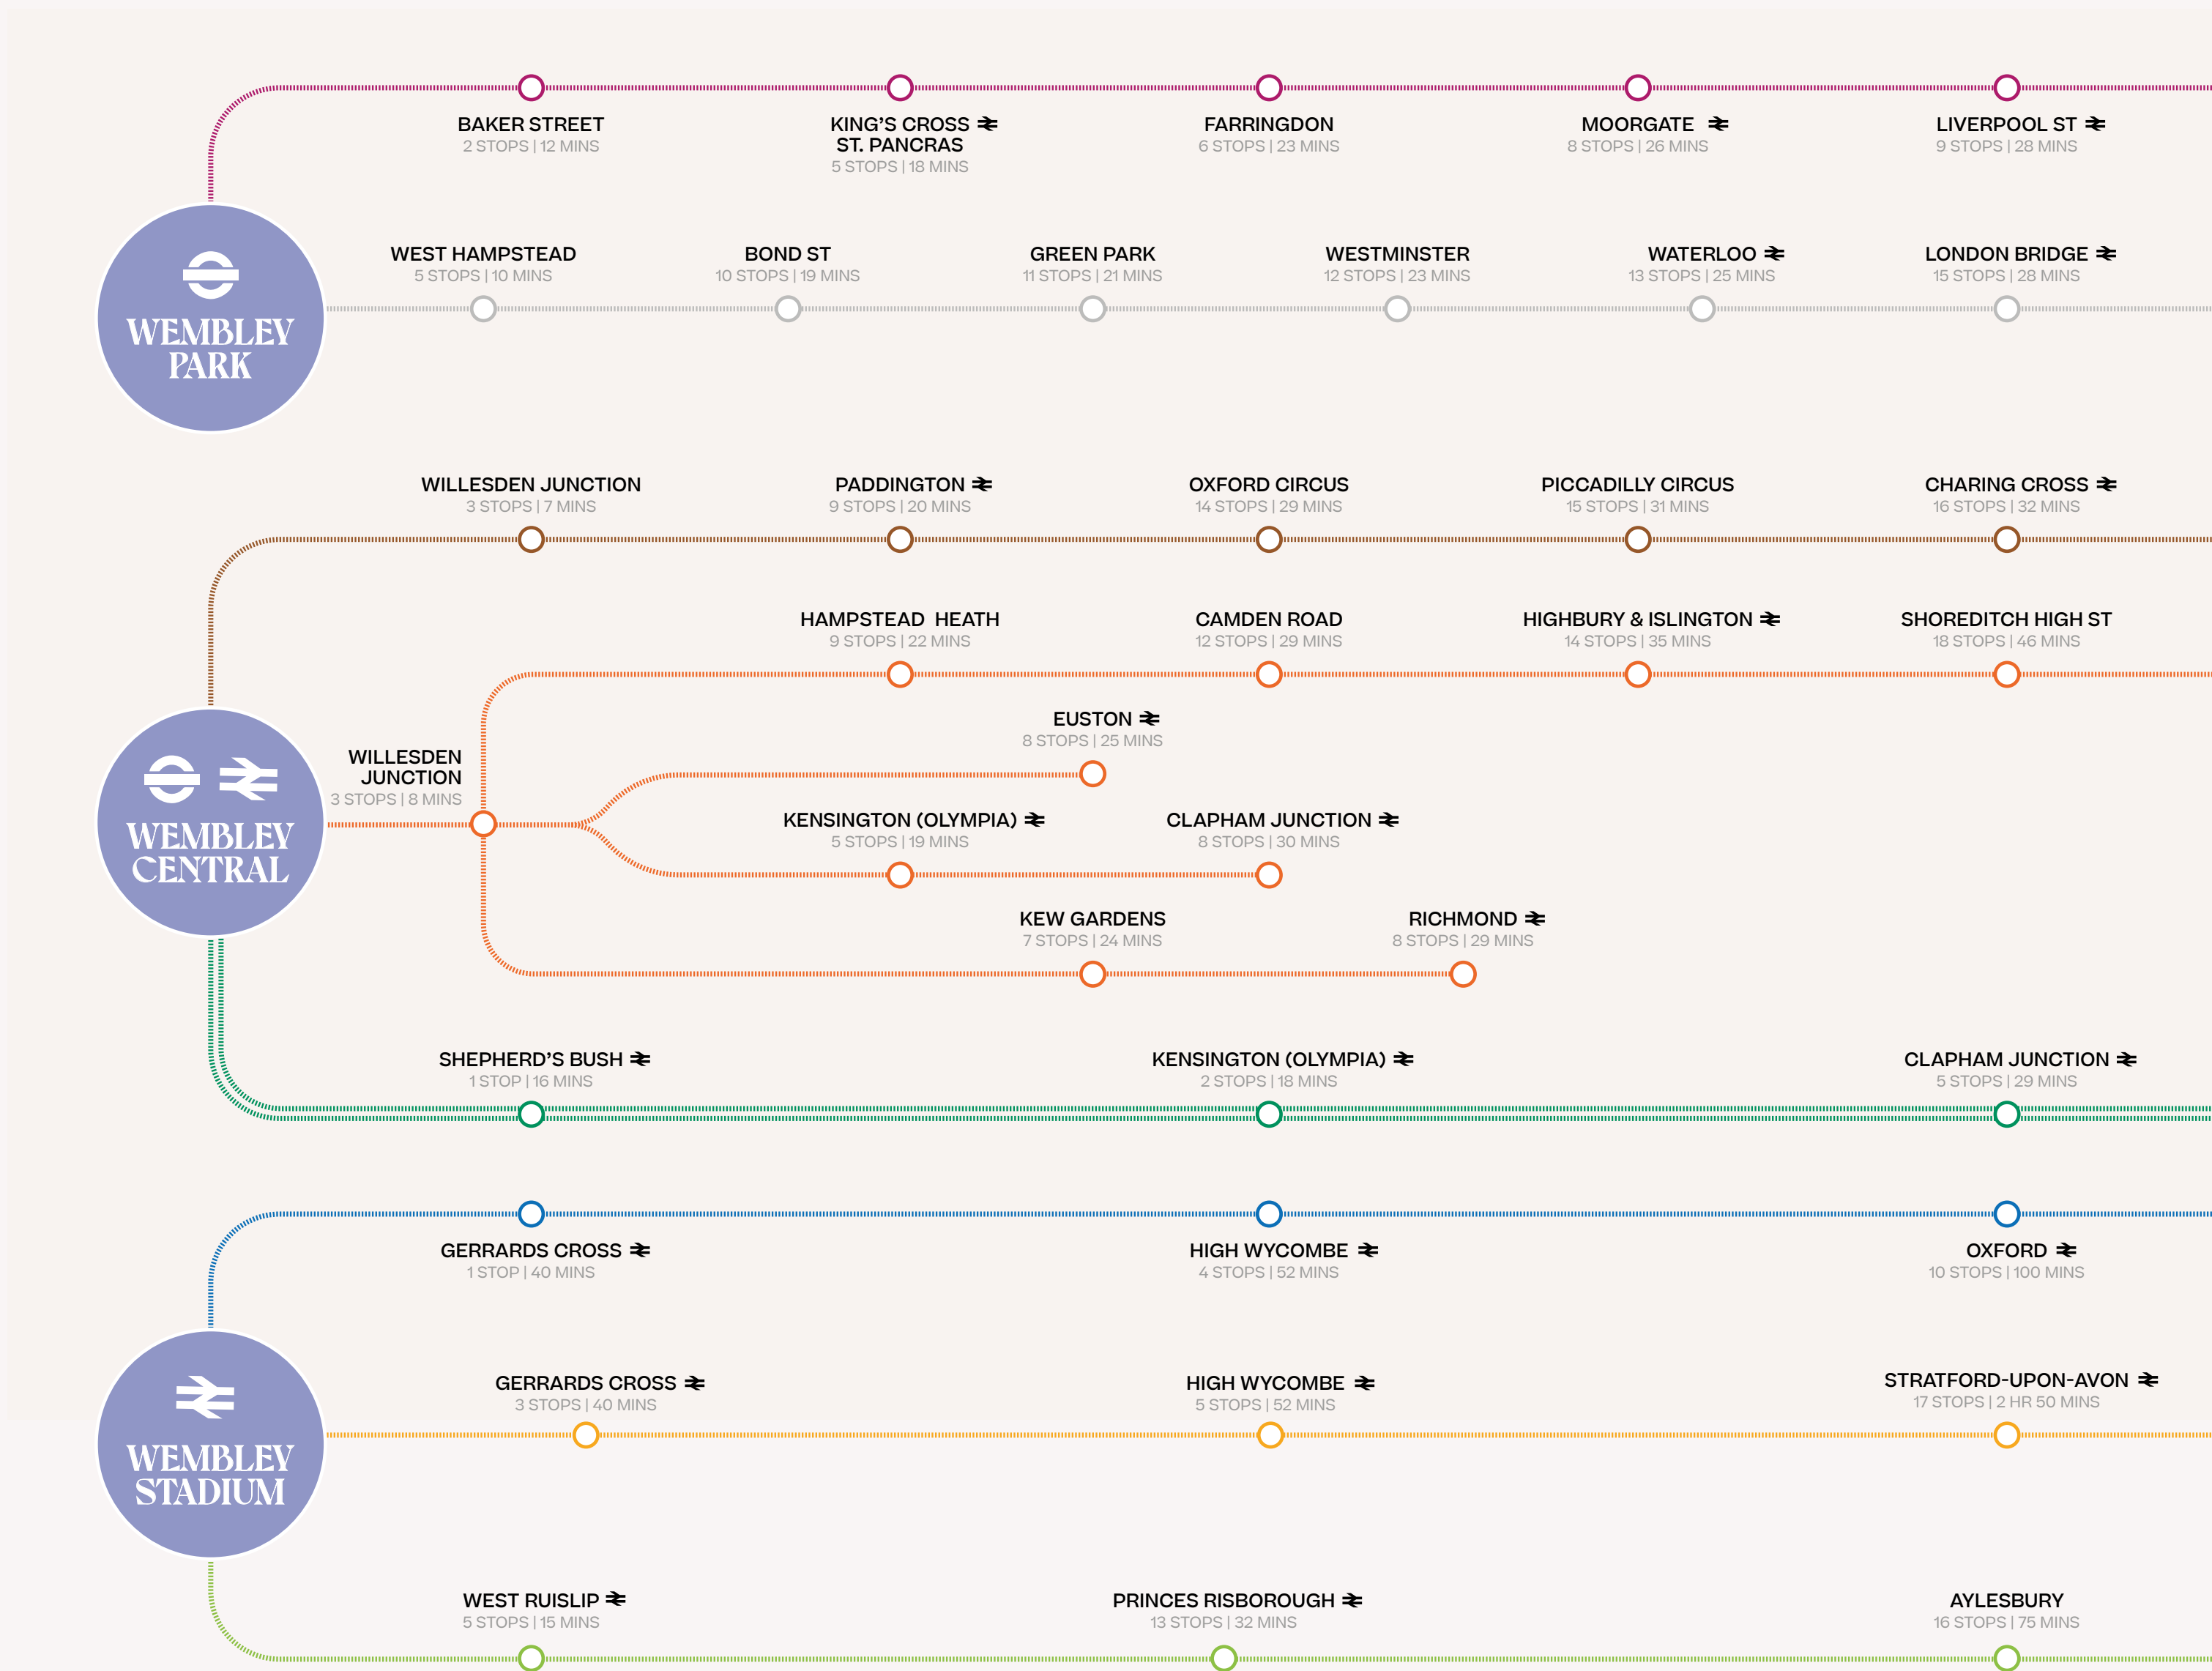 BAKER STREET
2 STOPS | 12 MINS
KING'S CROSS
ST. PANCRAS
5 STOPS | 18 MINS
FARRINGDON
6 STOPS | 23 MINS
MOORGATE
8 STOPS | 26 MINS
LIVERPOOL ST
9 STOPS | 28 MINS
WEMBLEY
PARK
WEST HAMPSTEAD
5 STOPS | 10 MINS
BOND ST
10 STOPS | 19 MINS
GREEN PARK
11 STOPS | 21 MINS
WESTMINSTER
12 STOPS | 23 MINS
WATERLOO
13 STOPS | 25 MINS
LONDON BRIDGE
15 STOPS | 28 MINS
WILLESDEN JUNCTION
3 STOPS | 7 MINS
PADDINGTON
9 STOPS | 20 MINS
OXFORD CIRCUS
14 STOPS | 29 MINS
PICCADILLY CIRCUS
15 STOPS | 31 MINS
CHARING CROSS
16 STOPS | 32 MINS
HAMPSTEAD HEATH
9 STOPS | 22 MINS
CAMDEN ROAD
12 STOPS | 29 MINS
HIGHBURY & ISLINGTON
14 STOPS | 35 MINS
SHOREDITCH HIGH ST
18 STOPS | 46 MINS
EUSTON
8 STOPS | 25 MINS
WILLESDEN
JUNCTION
3 STOPS | 8 MINS
WEMBLEY
CENTRAL
KENSINGTON (OLYMPIA)
5 STOPS | 19 MINS
CLAPHAM JUNCTION
8 STOPS | 30 MINS
KEW GARDENS
7 STOPS | 24 MINS
RICHMOND
8 STOPS | 29 MINS
SHEPHERD'S BUSH
1 STOP | 16 MINS
KENSINGTON (OLYMPIA)
2 STOPS | 18 MINS
CLAPHAM JUNCTION
5 STOPS | 29 MINS
GERRARDS CROSS
1 STOP | 40 MINS
HIGH WYCOMBE
4 STOPS | 52 MINS
OXFORD
10 STOPS | 100 MINS
WEMBLEY
STADIUM
GERRARDS CROSS
3 STOPS | 40 MINS
HIGH WYCOMBE
5 STOPS | 52 MINS
STRATFORD-UPON-AVON
17 STOPS | 2 HR 50 MINS
WEST RUISLIP
5 STOPS | 15 MINS
PRINCES RISBOROUGH
13 STOPS | 32 MINS
AYLESBURY
16 STOPS | 75 MINS